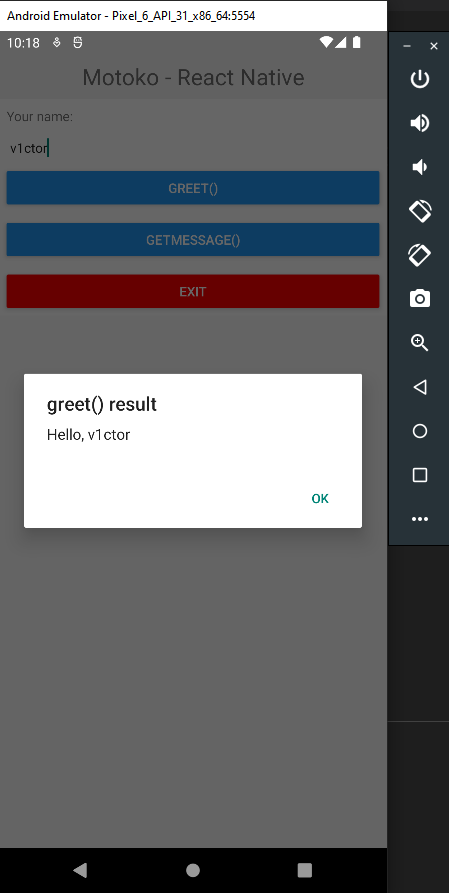 Android Emulator - Pixel_6_API_31_x86_64:5554
10:18
Motoko - React Native
Your name:
v1ctor
GREET()
GETMESSAGE()
EXIT
greet() result
Hello, v1ctor
OK